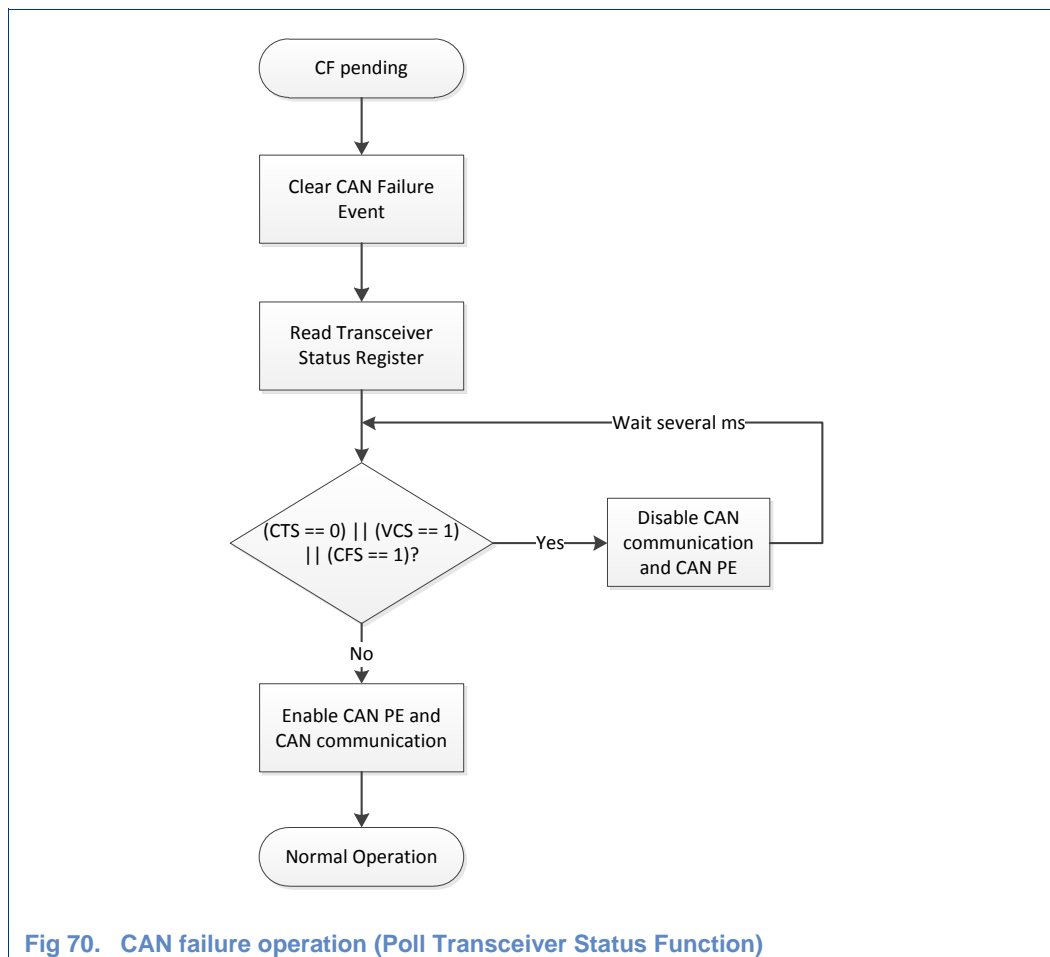 CF pending
Clear CAN Failure
Event
Read Transceiver
Status Register
Wait several ms
(CTS == 0) || (VCS == 1)
|| (CFS == 1)?
Yes
Disable CAN
communication
and CAN PE
No
Enable CAN PE and
CAN communication
Normal Operation
Fig 70. CAN failure operation (Poll Transceiver Status Function)